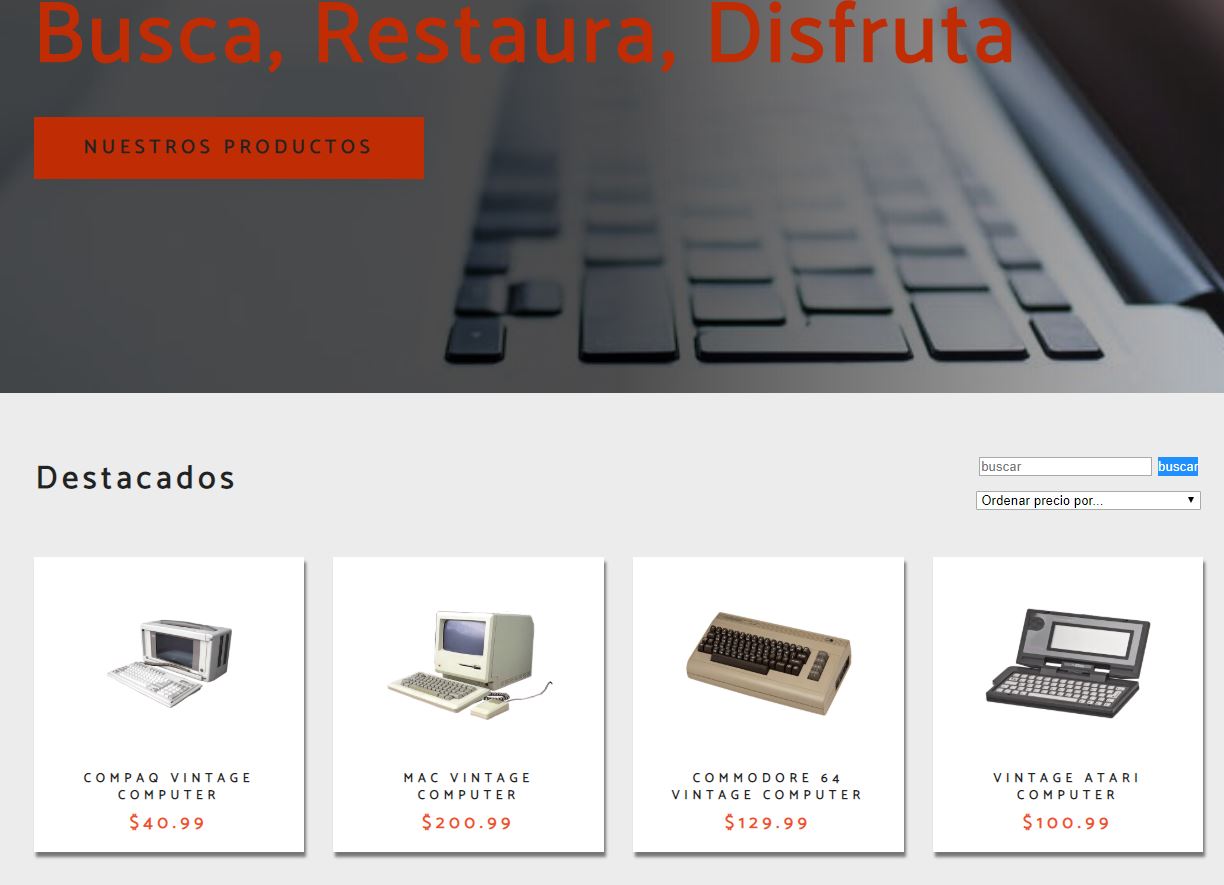 Busca, Restaura, Disfruta
NUESTROS PRODUCTOS
Destacados
buscar
buscar
Ordenar precio por...
COMPAQ VINTAGE
COMPUTER
$40.99
MAC VINTAGE
COMPUTER
$200.99
COMMODORE 64
VINTAGE COMPUTER
$129.99
VINTAGE ATARI
COMPUTER
$100.99